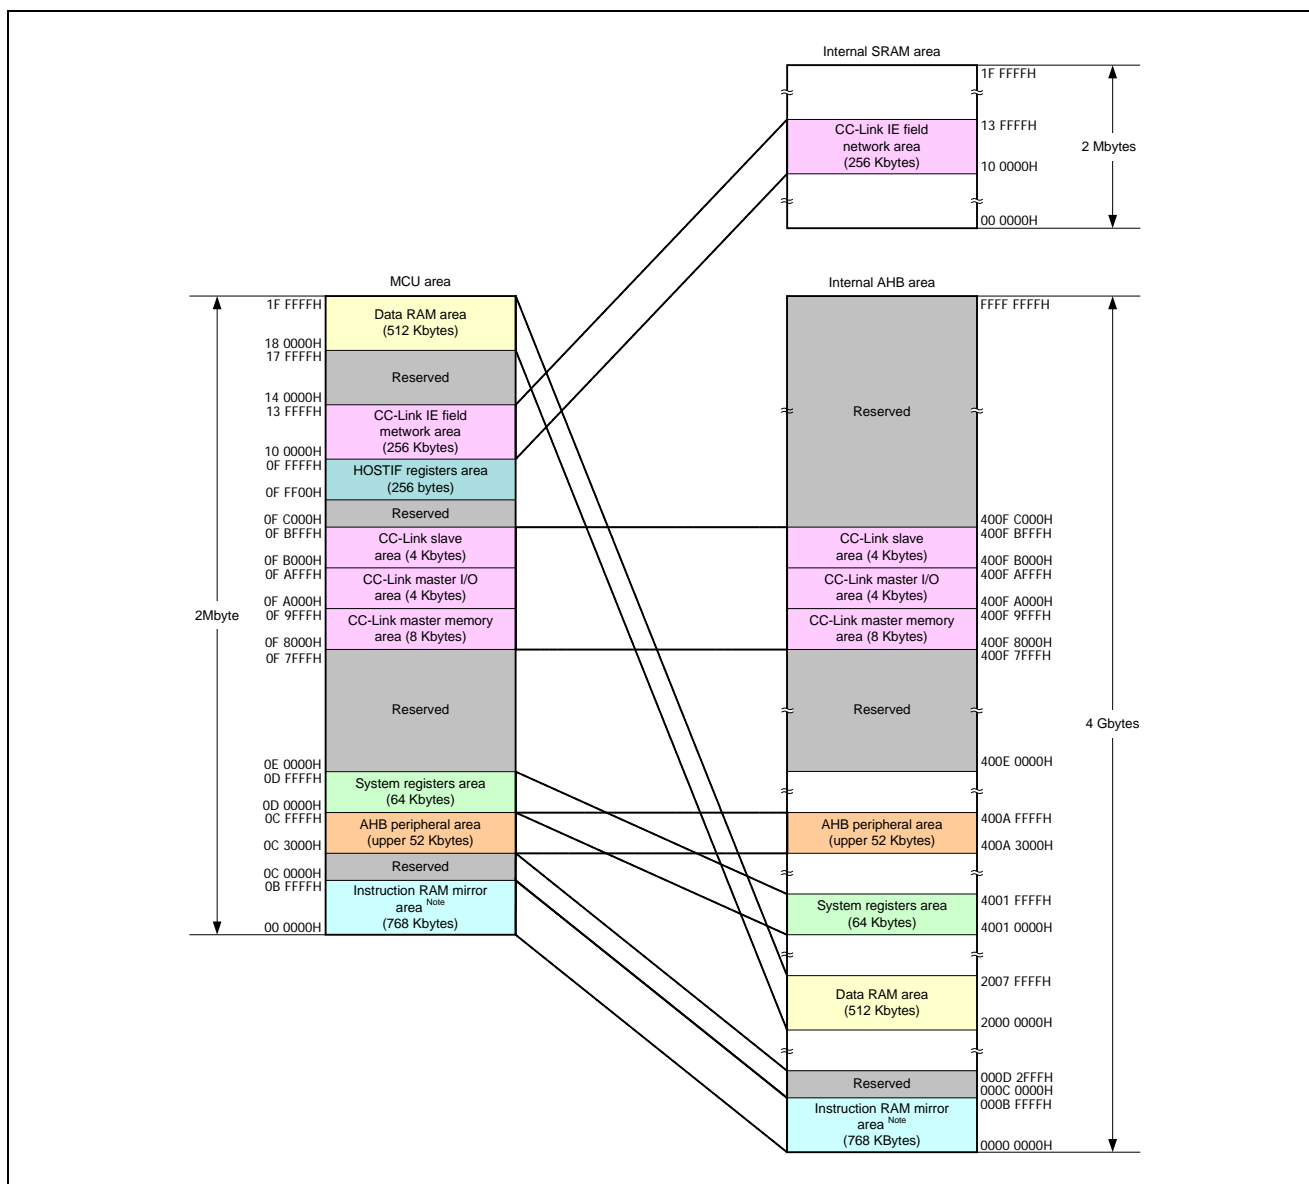 Internal SRAM area
1F FFFFH
CC-Link IE field
network area
(256 Kbytes)
13 FFFFH
10 0000H
2 Mbytes
00 0000H
MCU area
1F FFFFH
Data RAM area
(512 Kbytes)
18 0000H
17 FFFFH
Reserved
14 0000H
13 FFFFH
CC-Link IE field
network area
(256 Kbytes)
10 0000H
0F FFFFH
HOSTIF registers area
(256 bytes)
0F FF00H
Reserved
0F C000H
0F BFFFH
CC-Link slave
area (4 Kbytes)
0F B000H
0F AFFFH
CC-Link master I/O
area (4 Kbytes)
0F A000H
0F 9FFFH
CC-Link master memory
area (8 Kbytes)
0F 8000H
0F 7FFFH
2Mbyte
Reserved
0E 0000H
0D FFFFH
System registers area
(64 Kbytes)
0D 0000H
0C FFFFH
AHB peripheral area
(upper 52 Kbytes)
0C 3000H
Reserved
0C 0000H
0B FFFFH
Instruction RAM mirror
area Note
(768 Kbytes)
00 0000H
Internal AHB area
FFFF FFFFH
Reserved
400F C000H
400F BFFFH
CC-Link slave
area (4 Kbytes)
400F B000H
400F AFFFH
CC-Link master I/O
area (4 Kbytes)
400F A000H
400F 9FFFH
CC-Link master memory
area (8 Kbytes)
400F 8000H
400F 7FFFH
Reserved
4 Gbytes
400E 0000H
AHB peripheral area
(upper 52 Kbytes)
400A FFFFH
400A 3000H
System registers area
(64 Kbytes)
4001 FFFFH
4001 0000H
Data RAM area
(512 Kbytes)
2007 FFFFH
2000 0000H
Reserved
000D 2FFFH
000C 0000H
000B FFFFH
Instruction RAM mirror
area Note
(768 KBytes)
0000 0000H